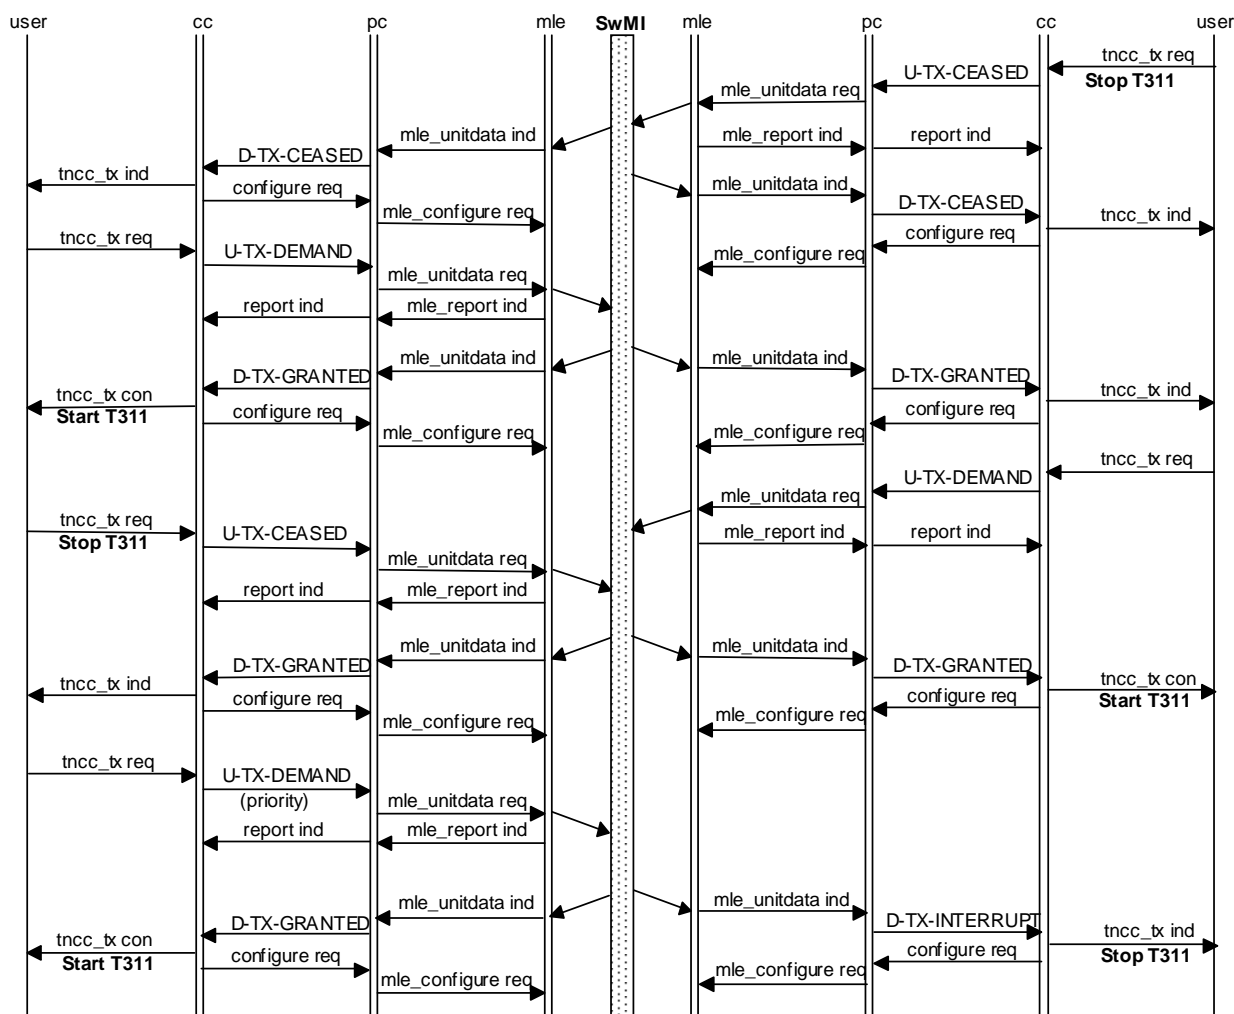 user cc pc mle SwMI mle pc cc user
tncc_tx req
U-TX-CEASED
Stop T311
mle_unitdata req
mle_unitdata ind
mle_report ind
report ind
D-TX-CEASED
tncc_tx ind
configure req
mle_unitdata ind
D-TX-CEASED
mle_configure req
tncc_tx ind
tncc_tx req
configure req
U-TX-DEMAND
mle_configure req
mle_unitdata req
report ind
mle_report ind
mle_unitdata ind
mle_unitdata ind
D-TX-GRANTED
D-TX-GRANTED
tncc_tx con
tncc_tx ind
Start T311
configure req
configure req
mle_configure req
mle_configure req
tncc_tx req
U-TX-DEMAND
mle_unitdata req
tncc_tx req
Stop T311
U-TX-CEASED
mle_report ind
report ind
mle_unitdata req
report ind
mle_report ind
mle_unitdata ind
mle_unitdata ind
D-TX-GRANTED
D-TX-GRANTED
tncc_tx ind
tncc_tx con
configure req
configure req
Start T311
mle_configure req
mle_configure req
tncc_tx req
U-TX-DEMAND
(priority)
mle_unitdata req
report ind
mle_report ind
mle_unitdata ind
mle_unitdata ind
D-TX-GRANTED
D-TX-INTERRUPT
tncc_tx con
tncc_tx ind
Start T311
configure req
configure req
Stop T311
mle_configure req
mle_configure req